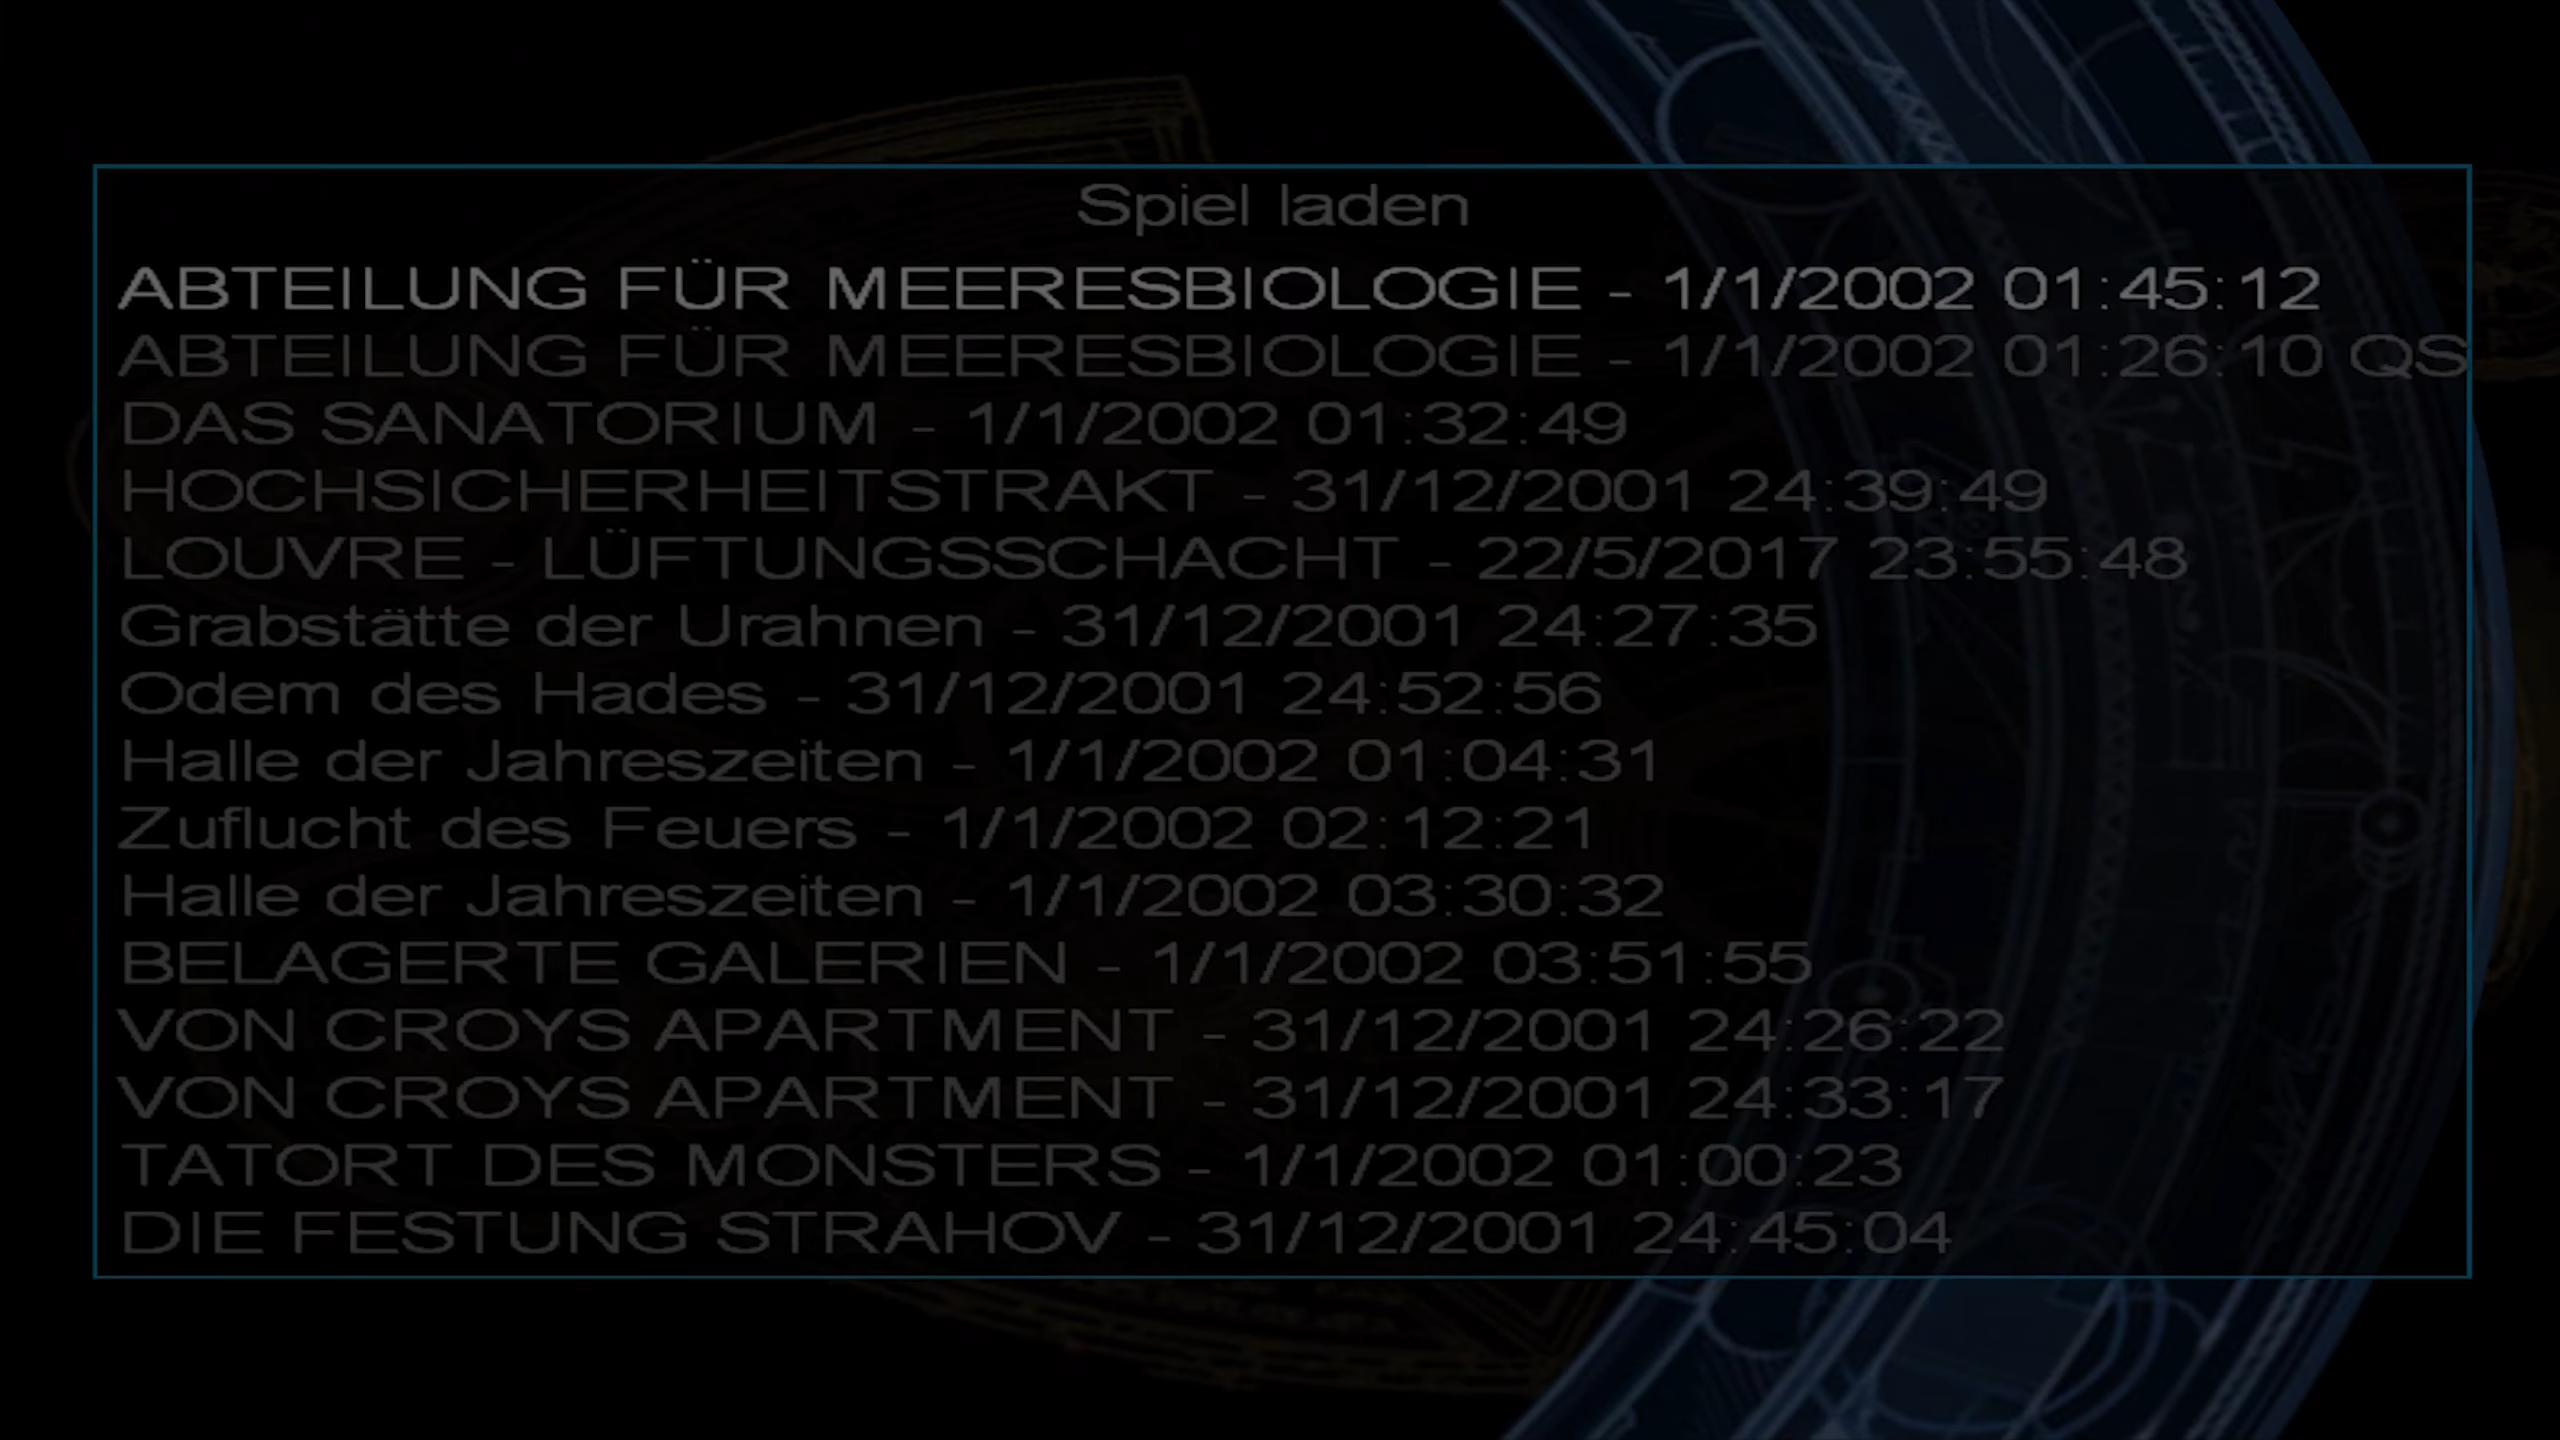 Spiel laden
ABTEILUNG FÜR MEERESBIOLOGIE - 1/1/2002 01:45:12
ABTEILUNG FÜR MEERESBIOLOGIE - 1/1/2002 01:26:10 QS
DAS SANATORIUM - 1/1/2002 01:32:49
HOCHSICHERHEITSTRAKT - 31/12/2001 24:39:49
LOUVRE - LÜFTUNGSSCHACHT - 22/5/2017 23:55:48
Grabstätte der Urahnen - 31/12/2001 24:27:35
Odem des Hades - 31/12/2001 24:52:56
Halle der Jahreszeiten - 1/1/2002 01:04:31
Zuflucht des Feuers - 1/1/2002 02:12:21
Halle der Jahreszeiten - 1/1/2002 03:30:32
BELAGERTE GALERIEN - 1/1/2002 03:51:55
VON CROYS APARTMENT - 31/12/2001 24:26:22
VON CROYS APARTMENT - 31/12/2001 24:33:17
TATORT DES MONSTERS - 1/1/2002 01:00:23
DIE FESTUNG STRAHOV - 31/12/2001 24:45:04